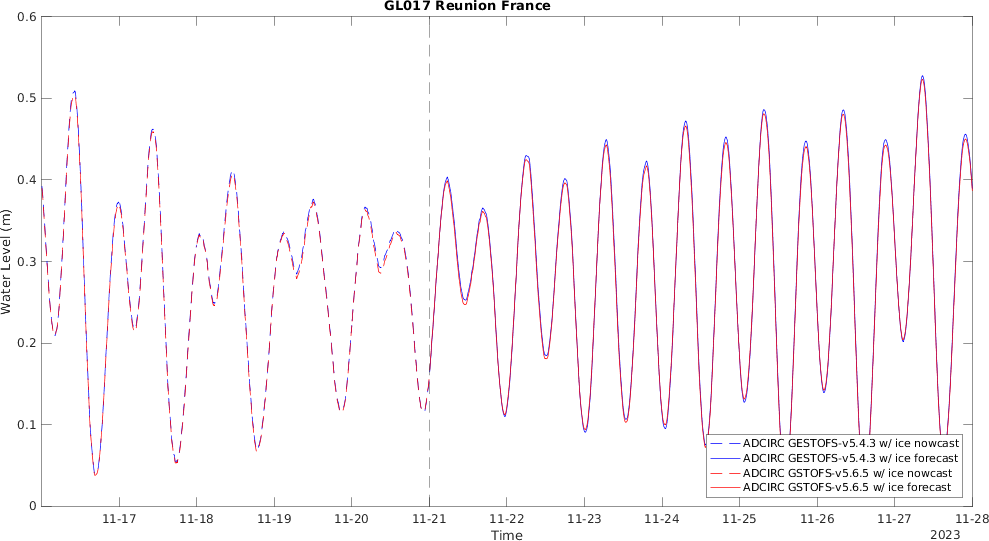 GL017 Reunion France
0.6
0.5
0.4
0.3
0.2
0.1
0
Water Level (m)
ADCIRC GESTOFS-v5.4.3 w/ ice nowcast
ADCIRC GESTOFS-v5.4.3 w/ ice forecast
ADCIRC GSTOFS-v5.6.5 w/ ice nowcast
ADCIRC GSTOFS-v5.6.5 w/ ice forecast
11-17 11-18 11-19 11-20 11-21 11-22 11-23 11-24 11-25 11-26 11-27 11-28
Time
2023